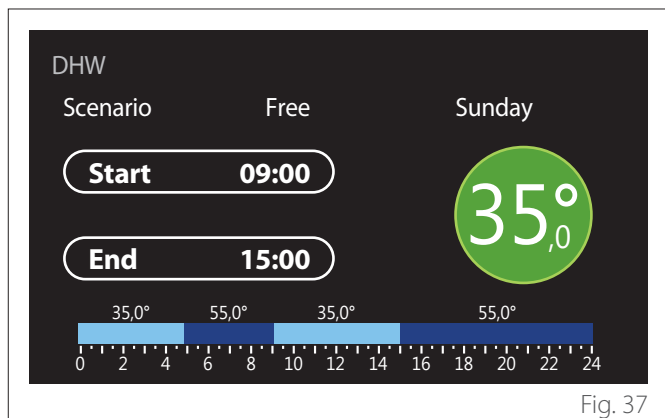 DHW
Scenario Free Sunday
Start 09:00
35°,0
End 15:00
35,0° 55,0° 35,0° 55,0°
0 2 4 6 8 10 12 14 16 18 20 22 24
Fig. 37